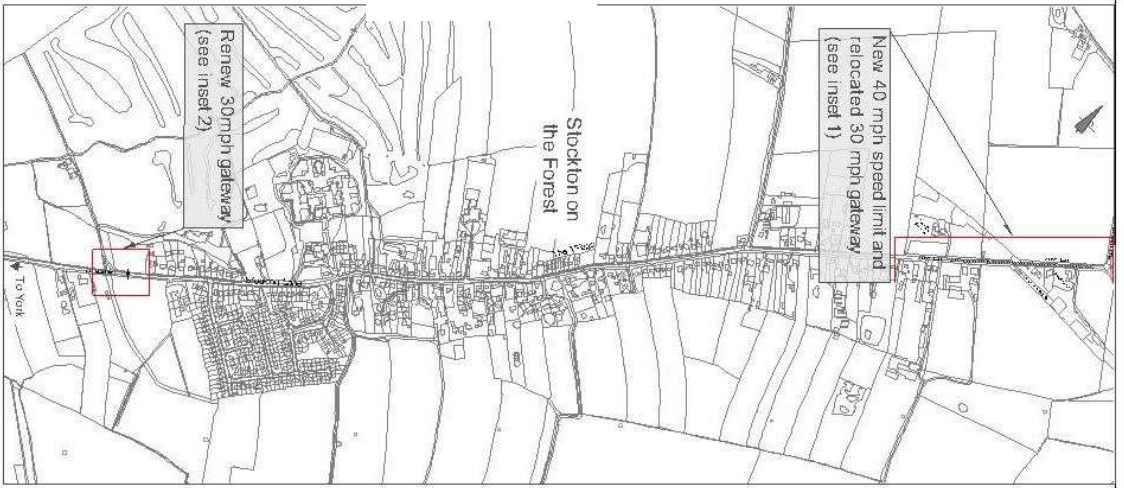 New 40 mph speed limit and
relocated 30 mph gateway
(see inset 1)
Stockton on
the Forest
Renew 30mph gateway
(see inset 2)
To York